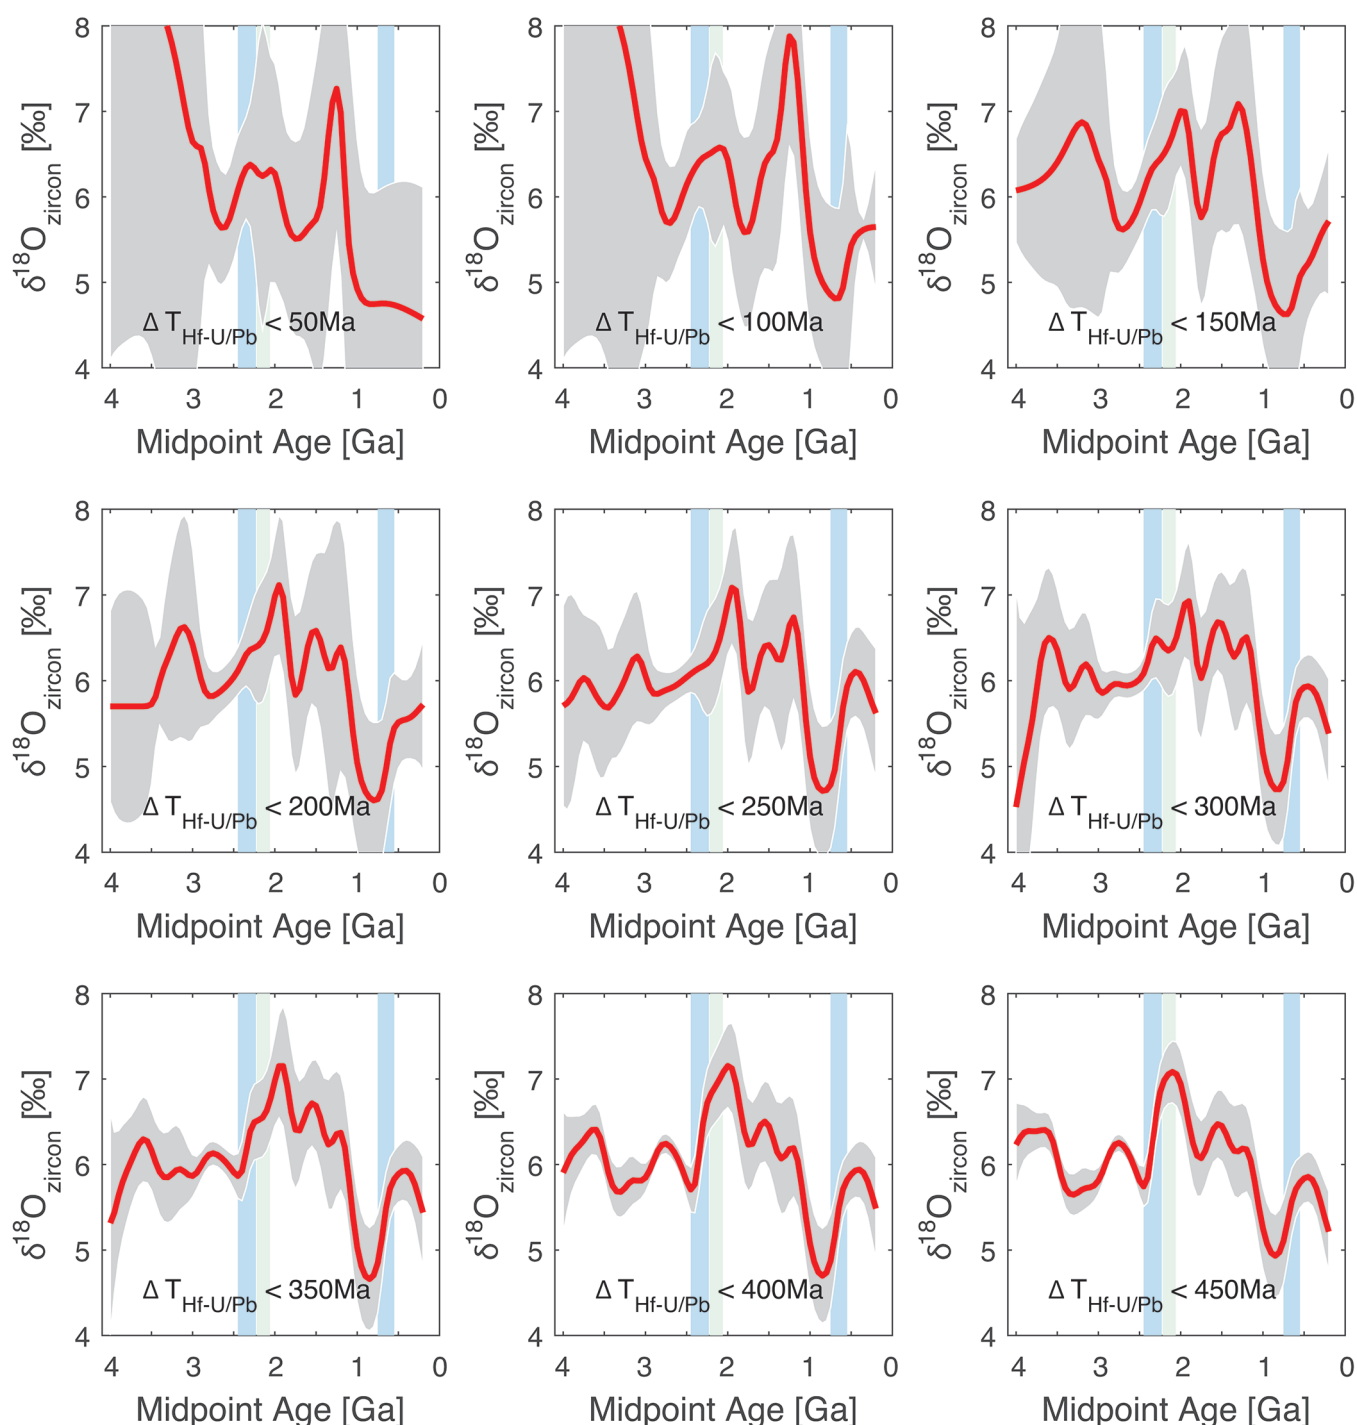 8 8 8
7 7 7
6 6 6
5 5 5
4 4 4
δ18Ozircon [‰] δ18Ozircon [‰] δ18Ozircon [‰]
Δ THf-U/Pb < 50Ma Δ THf-U/Pb < 100Ma Δ THf-U/Pb < 150Ma
4 3 2 1 0 4 3 2 1 0 4 3 2 1 0
Midpoint Age [Ga] Midpoint Age [Ga] Midpoint Age [Ga]
8 8 8
7 7 7
6 6 6
5 5 5
4 4 4
δ18Ozircon [‰] δ18Ozircon [‰] δ18Ozircon [‰]
Δ THf-U/Pb < 200Ma Δ THf-U/Pb < 250Ma Δ THf-U/Pb < 300Ma
4 3 2 1 0 4 3 2 1 0 4 3 2 1 0
Midpoint Age [Ga] Midpoint Age [Ga] Midpoint Age [Ga]
8 8 8
7 7 7
6 6 6
5 5 5
4 4 4
δ18Ozircon [‰] δ18Ozircon [‰] δ18Ozircon [‰]
Δ THf-U/Pb < 350Ma Δ THf-U/Pb < 400Ma Δ THf-U/Pb < 450Ma
4 3 2 1 0 4 3 2 1 0 4 3 2 1 0
Midpoint Age [Ga] Midpoint Age [Ga] Midpoint Age [Ga]